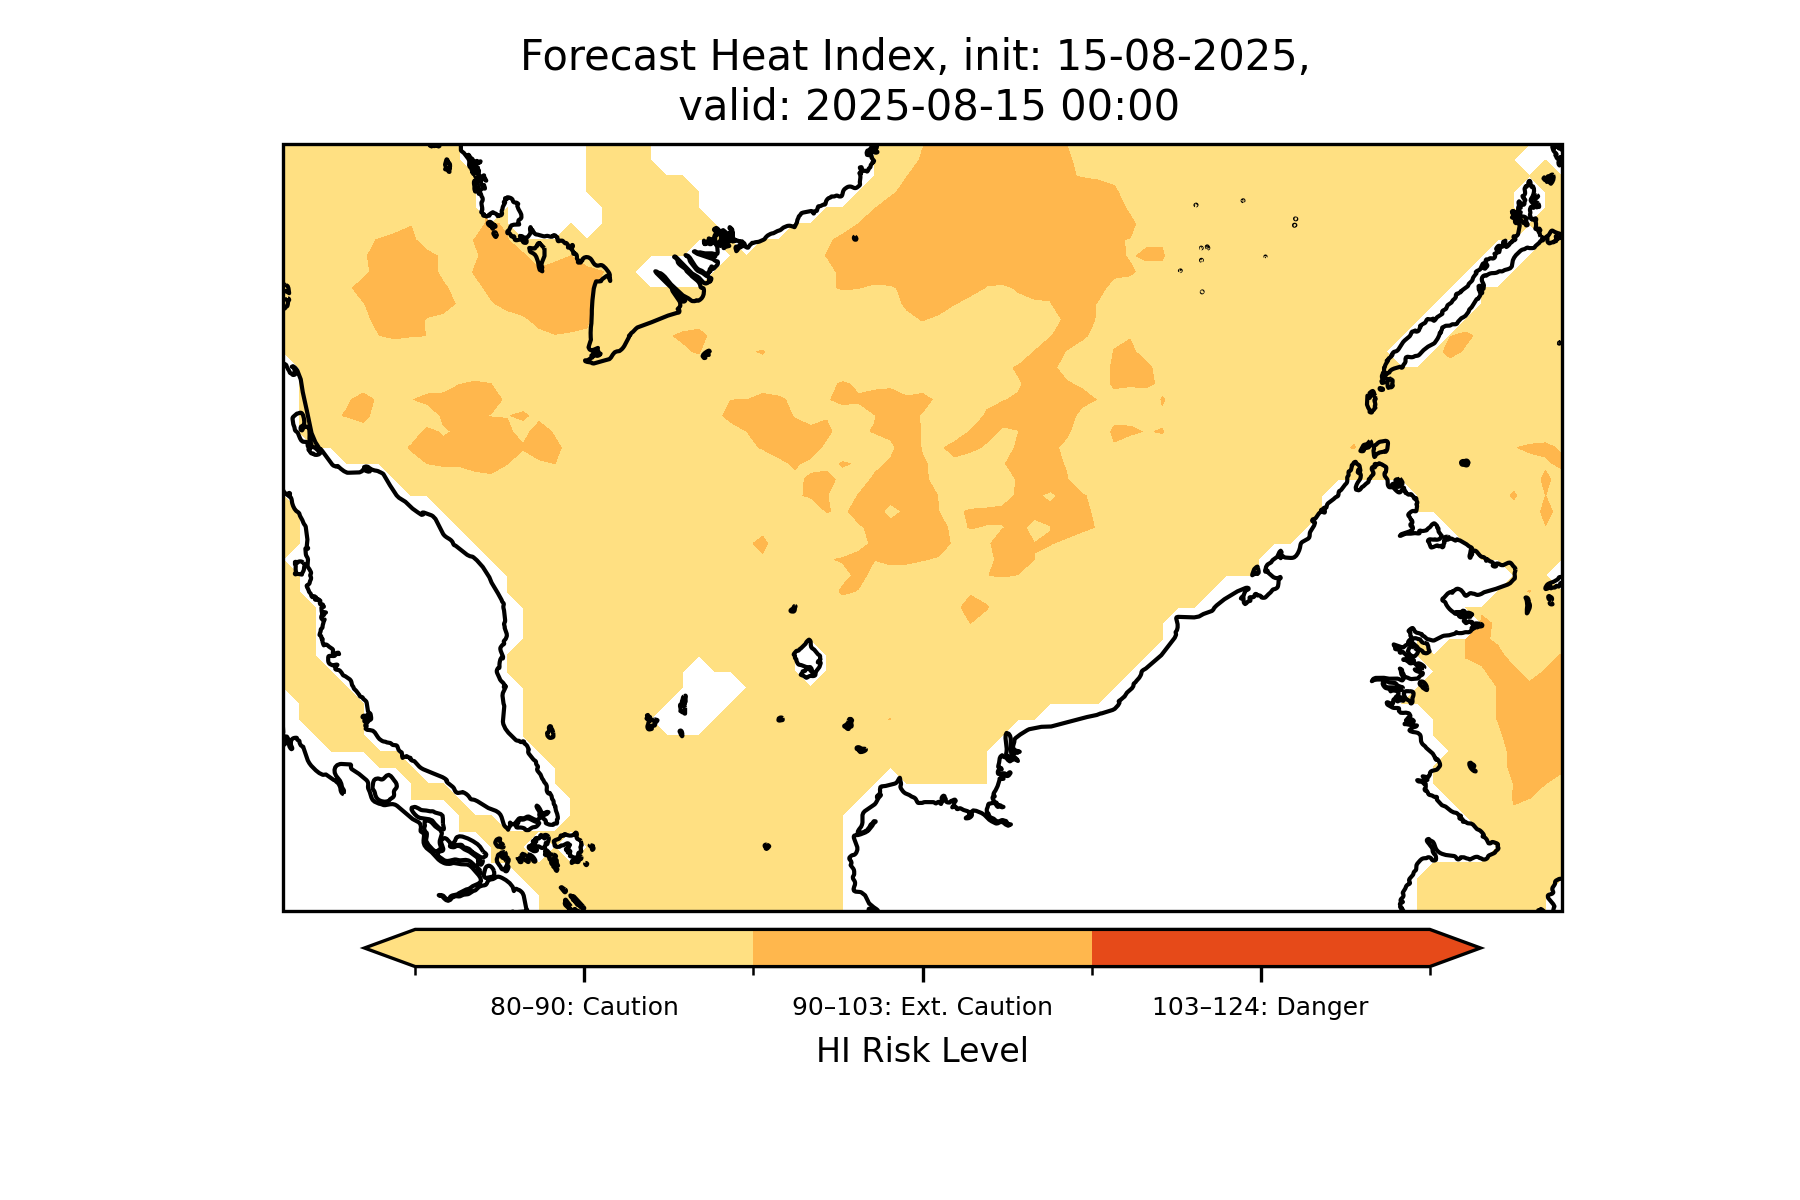 Forecast Heat Index, init: 15-08-2025,
valid: 2025-08-15 00:00
80–90: Caution
90–103: Ext. Caution
103–124: Danger
HI Risk Level